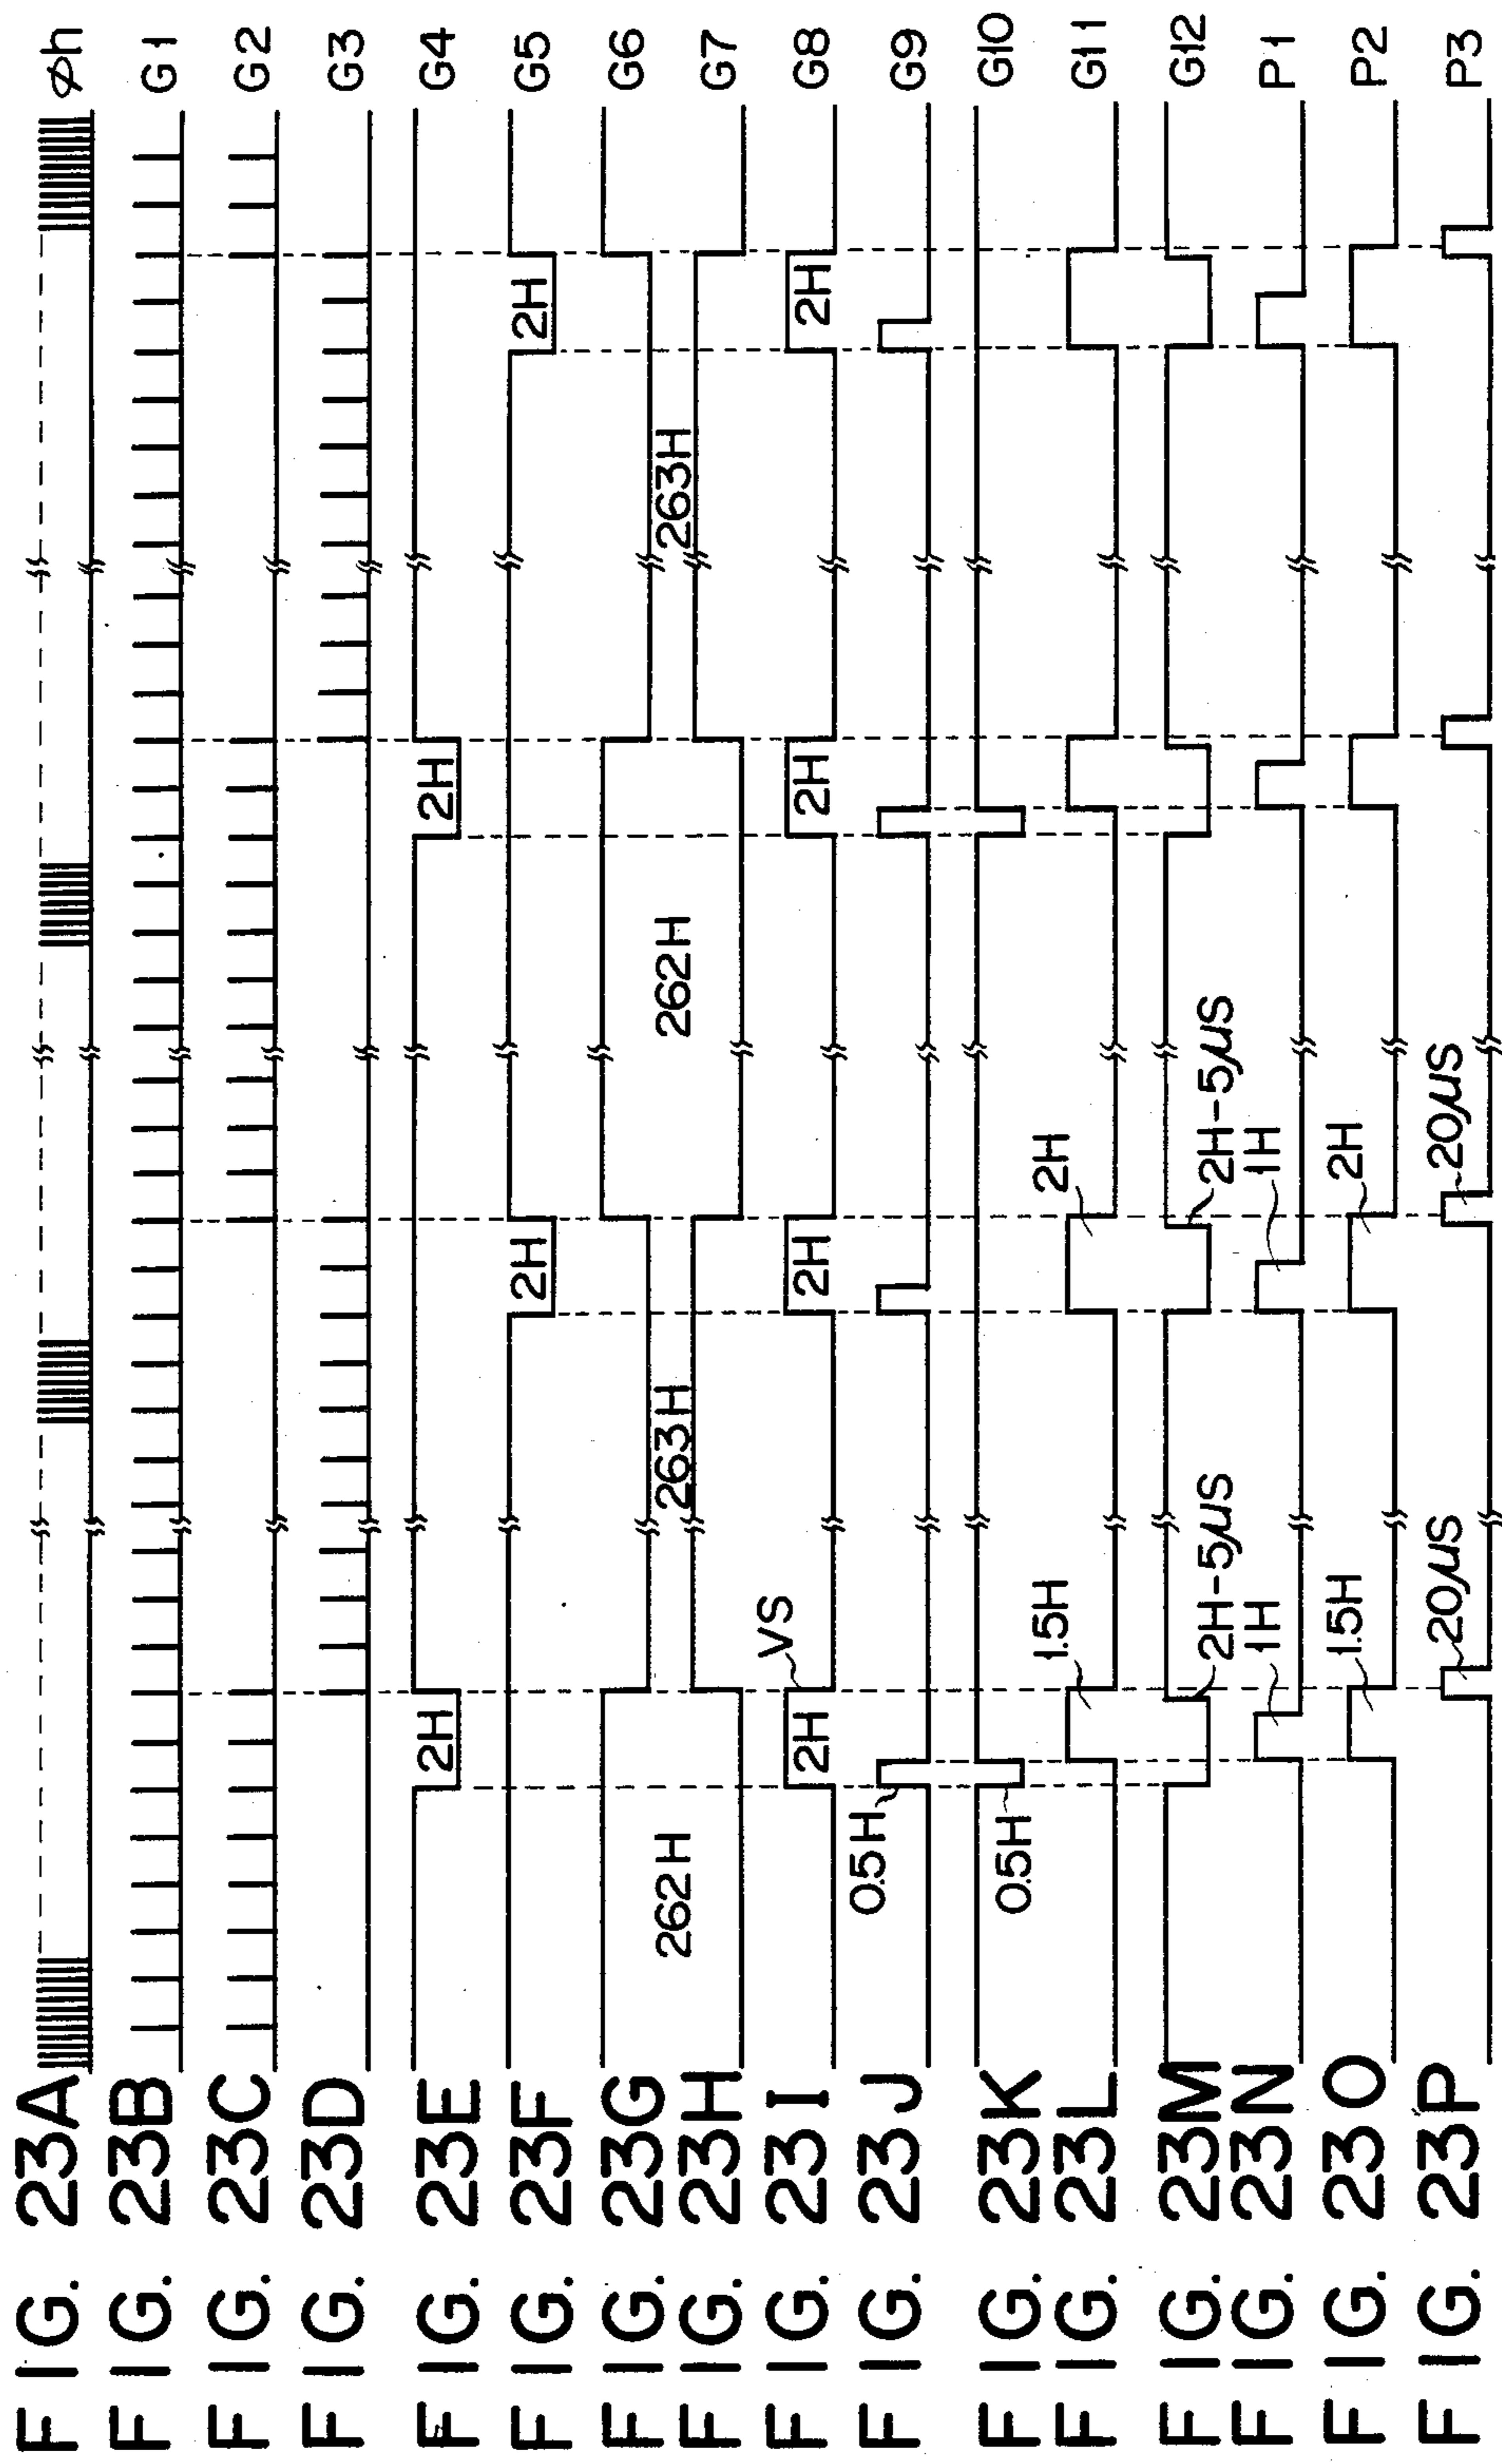 FIG. 23A Øh
FIG. 23B G1
FIG. 23C G2
FIG. 23D G3
FIG. 23E 2H 2H G4
FIG. 23F 2H 2H G5
FIG. 23G G6
262H 263H 262H 263H
FIG. 23H G7
VS
FIG. 23I 2H 2H 2H 2H G8
FIG. 23J 0.5H G9
FIG. 23K 0.5H G10
FIG. 23L 1.5H 2H G11
FIG. 23M 2H-5μS 2H-5μS G12
FIG. 23N 1H 1H P1
FIG. 23O 1.5H 2H P2
FIG. 23P 20μS 20μS P3